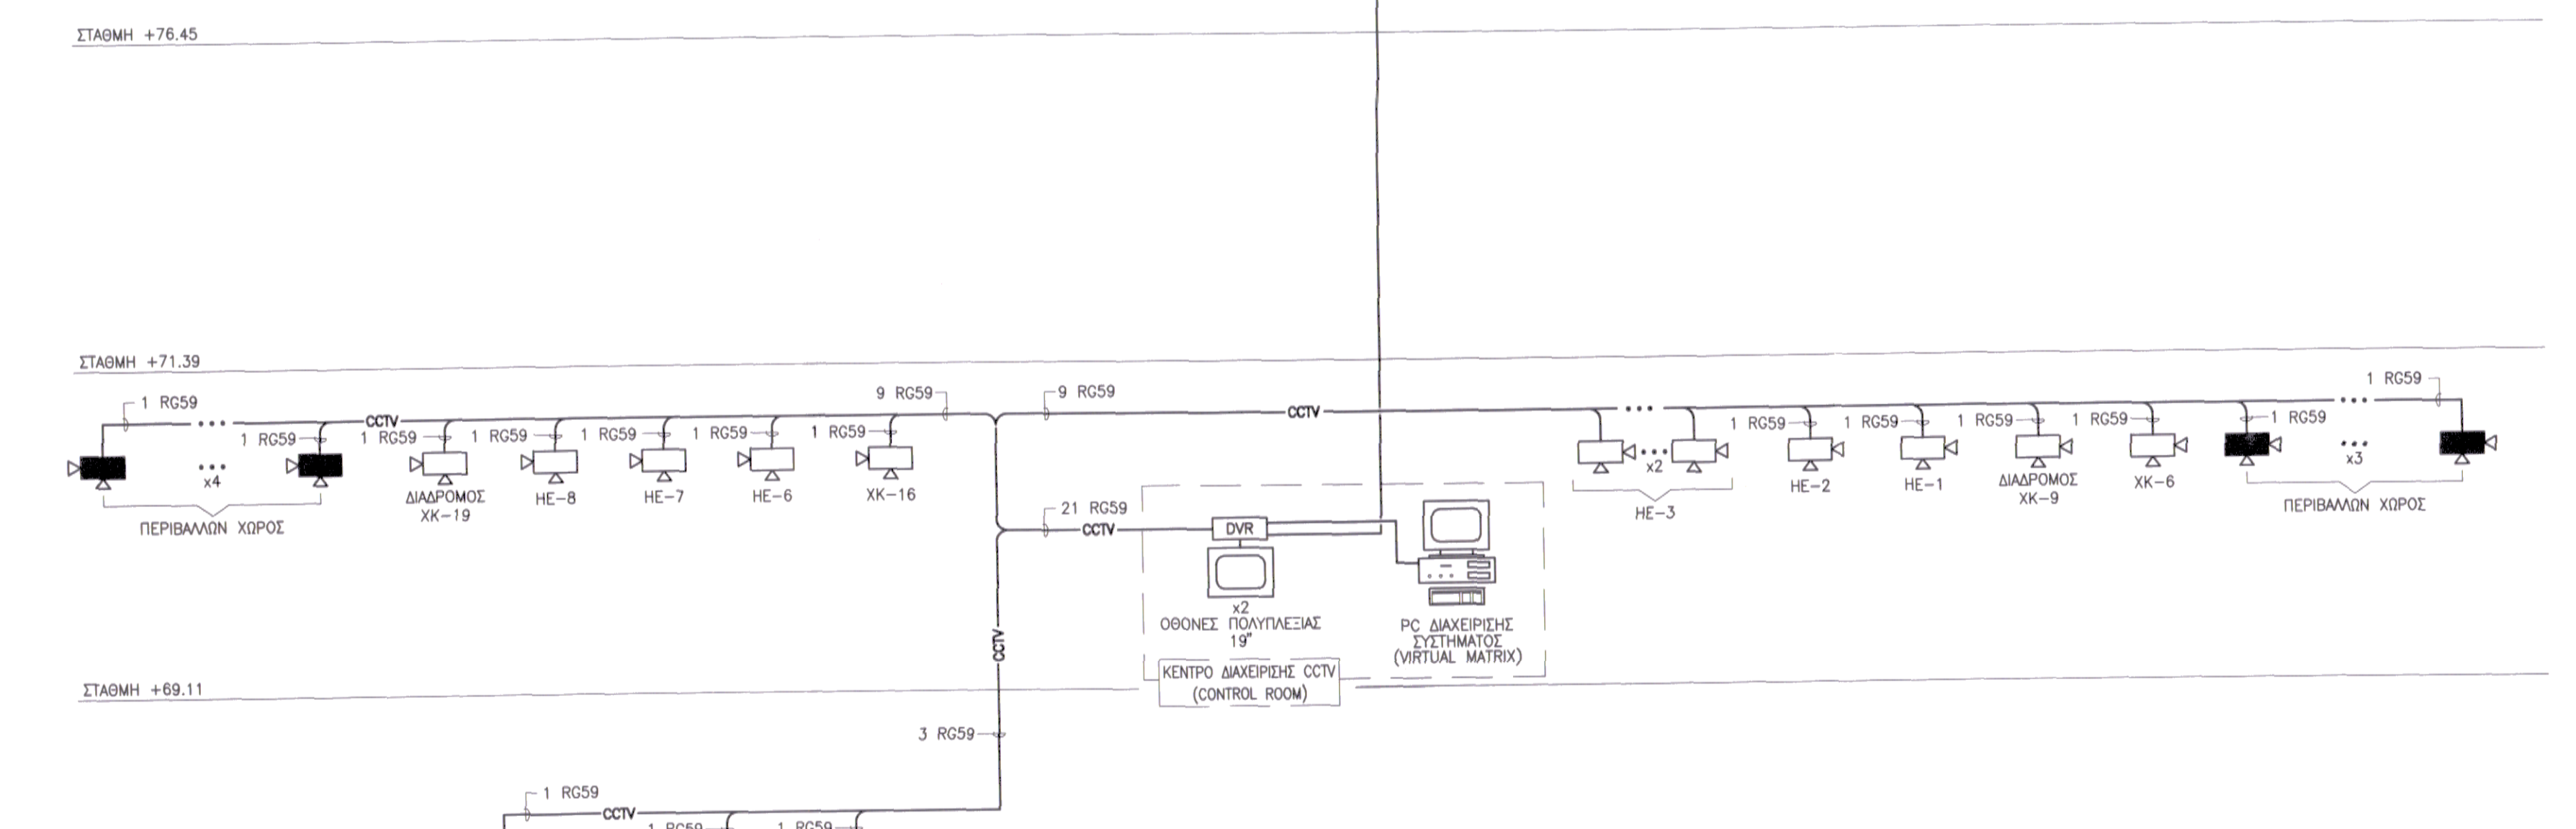 ΣΤΑΘΜΗ +76.45
ΣΤΑΘΜΗ +71.39
1 RG59
9 RG59
9 RG59
1 RG59
CCTV
CCTV
1 RG59
1 RG59
1 RG59
1 RG59
1 RG59
1 RG59
1 RG59
1 RG59
1 RG59
1 RG59
1 RG59
x4
ΔΙΑΔΡΟΜΟΣ
ΧΚ-19
ΗΕ-8
ΗΕ-7
ΗΕ-6
ΧΚ-16
ΠΕΡΙΒΑΛΛΩΝ ΧΩΡΟΣ
x2
ΗΕ-3
ΗΕ-2
ΗΕ-1
ΔΙΑΔΡΟΜΟΣ
ΧΚ-9
ΧΚ-6
x3
ΠΕΡΙΒΑΛΛΩΝ ΧΩΡΟΣ
21 RG59
CCTV
DVR
x2
ΟΘΟΝΕΣ ΠΟΛΥΠΛΕΞΙΑΣ
19"
PC ΔΙΑΧΕΙΡΙΣΗΣ
ΣΥΣΤΗΜΑΤΟΣ
(VIRTUAL MATRIX)
CCTV
ΚΕΝΤΡΟ ΔΙΑΧΕΙΡΙΣΗΣ CCTV
(CONTROL ROOM)
ΣΤΑΘΜΗ +69.11
3 RG59
1 RG59
CCTV
1 RG59
1 RG59